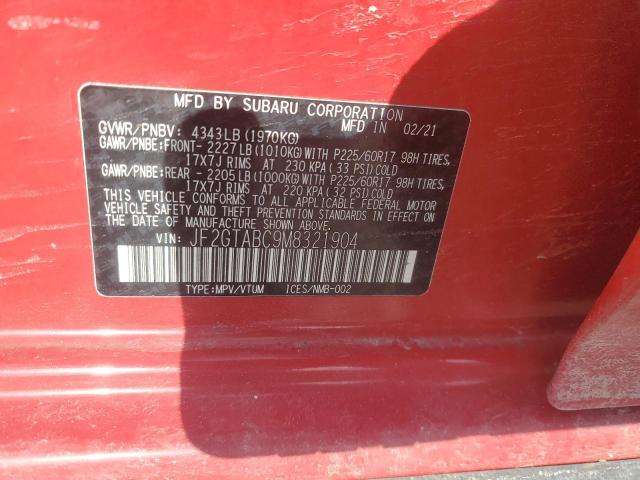 MFD BY SUBARU CORPORATION
GVWR/PNBV: 4343LB(1970KG) MFD IN 02/21
GAWR/PNBE:FRONT- 2227LB(1010KG)WITH P225/60R17 98H TIRES,
17X7J RIMS AT 230 KPA(33 PSI)COLD
GAWR/PNBE:REAR - 2205LB(1000KG)WITH P225/60R17 98H TIRES,
17X7J RIMS AT 220 KPA(32 PSI)COLD
THIS VEHICLE CONFORMS TO ALL APPLICABLE FEDERAL MOTOR
VEHICLE SAFETY AND THEFT PREVENTION STANDARDS IN EFFECT ON
THE DATE OF MANUFACTURE SHOWN ABOVE.
VIN: JF2GTABC9M8321904
TYPE:MPV/VTUM ICES/NMB-002